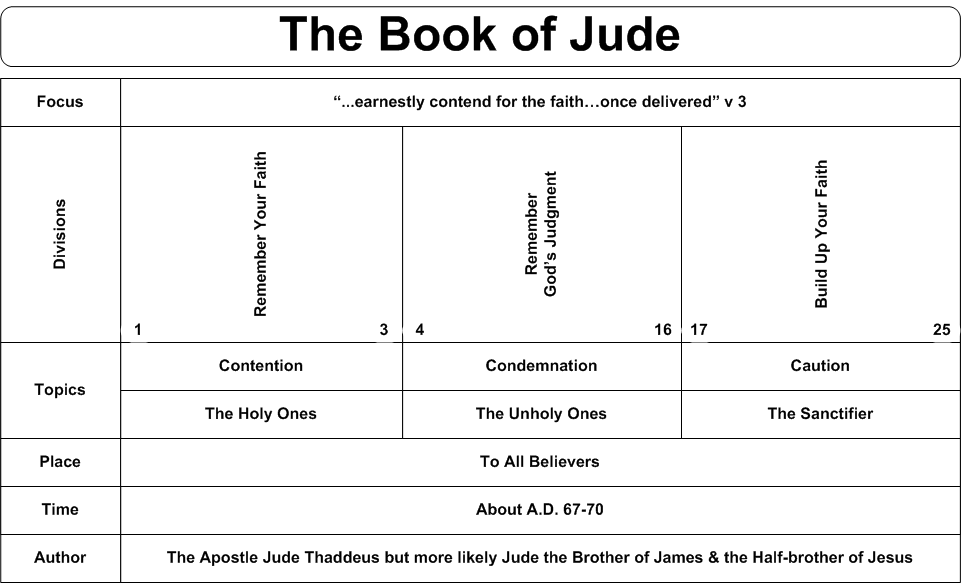 The Book of Jude
Focus
“...earnestly contend for the faith…once delivered” v 3
Divisions
Remember Your Faith
1 3
Remember
God’s Judgment
4 16
Build Up Your Faith
17 25
Topics
Contention
Condemnation
Caution
The Holy Ones
The Unholy Ones
The Sanctifier
Place
To All Believers
Time
About A.D. 67-70
Author
The Apostle Jude Thaddeus but more likely Jude the Brother of James & the Half-brother of Jesus